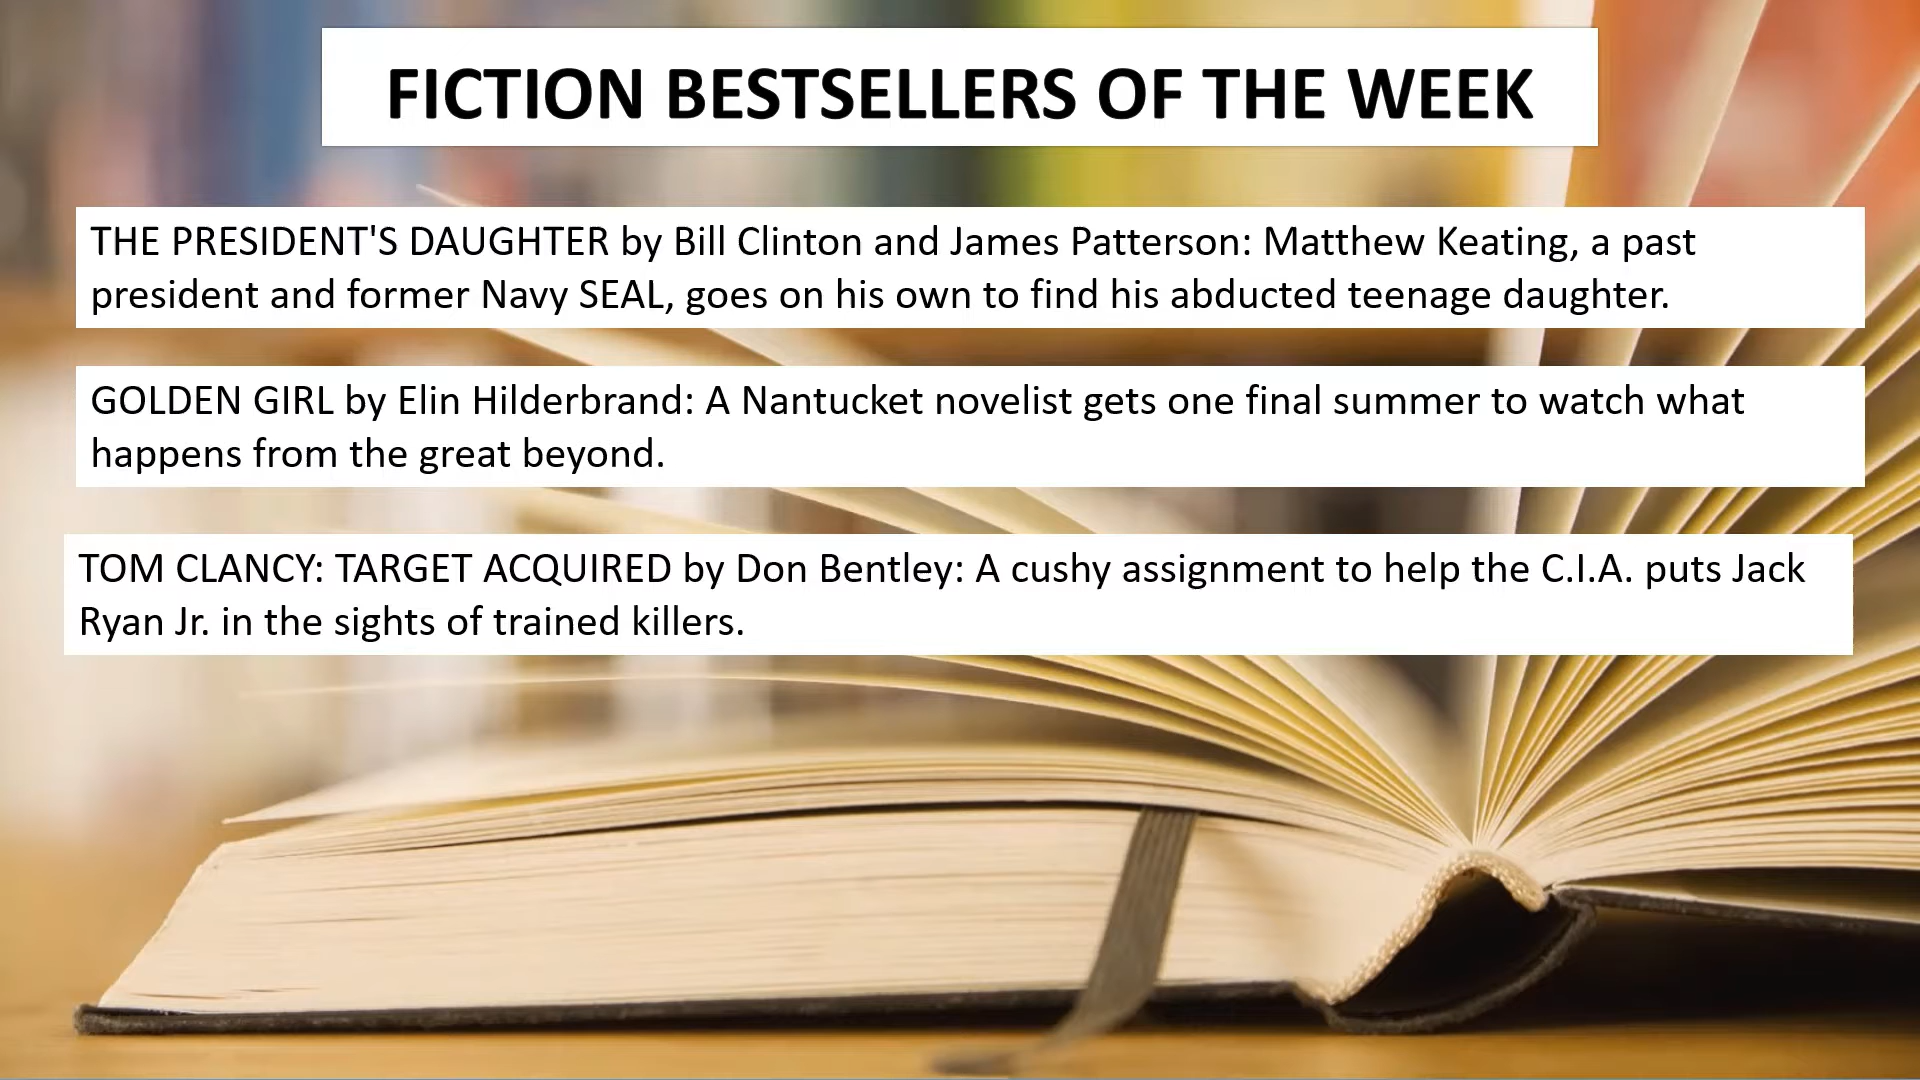 FICTION BESTSELLERS OF THE WEEK
THE PRESIDENT'S DAUGHTER by Bill Clinton and James Patterson: Matthew Keating, a past
president and former Navy SEAL, goes on his own to find his abducted teenage daughter.
GOLDEN GIRL by Elin Hilderbrand: A Nantucket novelist gets one final summer to watch what
happens from the great beyond.
TOM CLANCY: TARGET ACQUIRED by Don Bentley: A cushy assignment to help the C.I.A. puts Jack
Ryan Jr. in the sights of trained killers.